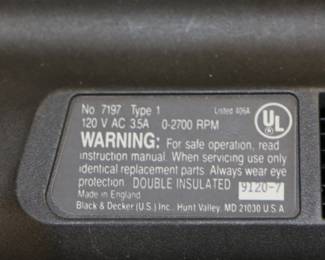 No. 7197 Type 1 Listed 406A
120 V AC 3.5A 0-2700 RPM UL
WARNING: For safe operation, read
instruction manual. When servicing use only
identical replacement parts. Always wear eye
protection. DOUBLE INSULATED 9120-7
Made in England
Black & Decker (U.S.) Inc. Hunt Valley, MD 21030 U.S.A